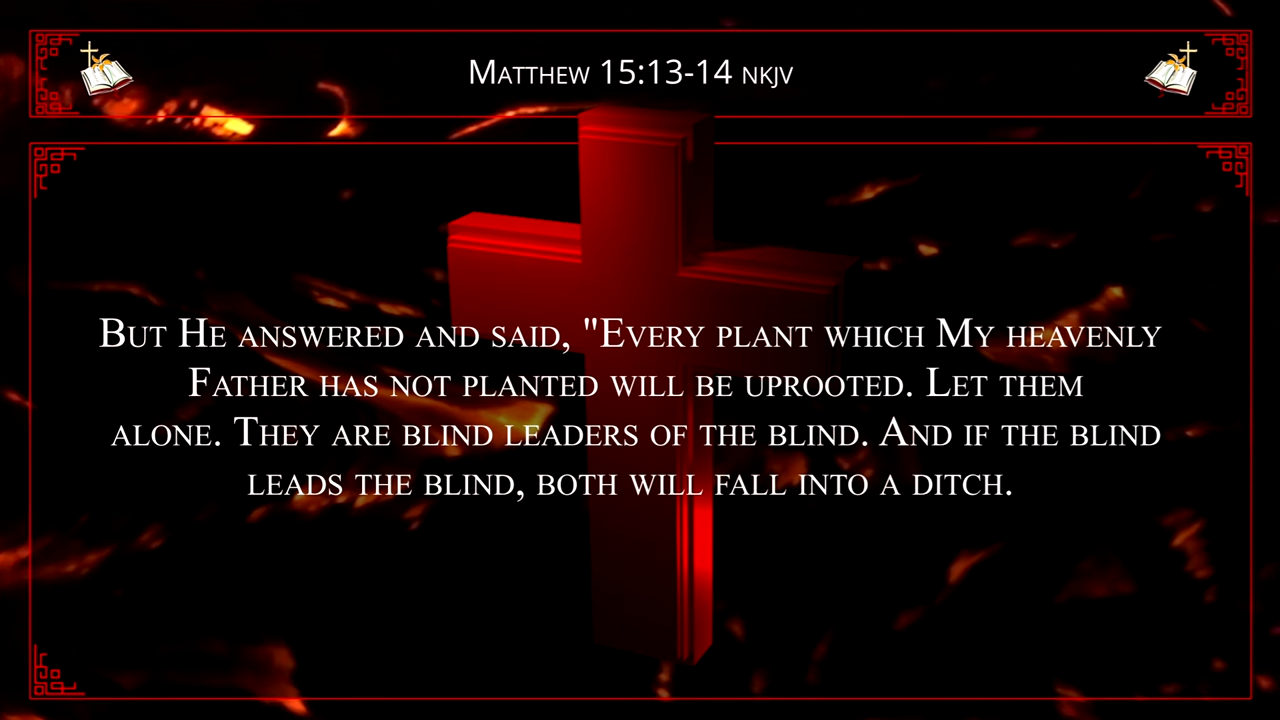 Matthew 15:13-14 NKJV
But He answered and said, "Every plant which My heavenly
Father has not planted will be uprooted. Let them
alone. They are blind leaders of the blind. And if the blind
leads the blind, both will fall into a ditch.